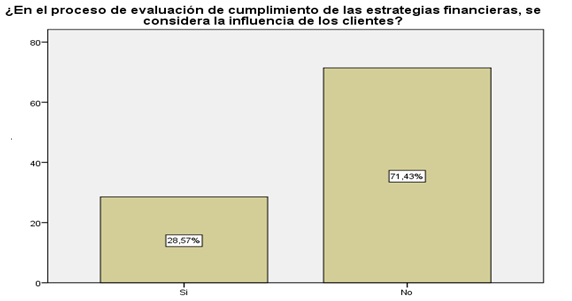 ¿En el proceso de evaluación de cumplimiento de las estrategias financieras, se
considera la influencia de los clientes?
80
60
40
20
0
28,57%
71,43%
Si
No